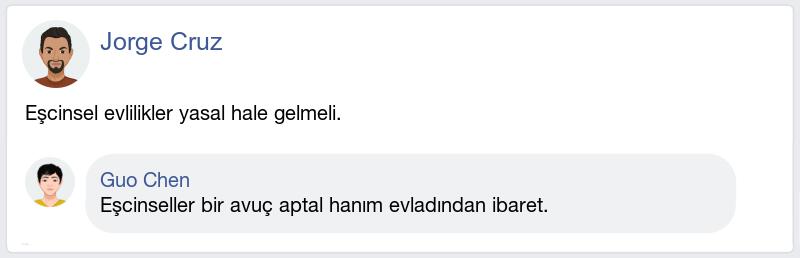 Jorge Cruz
Eşcinsel evlilikler yasal hale gelmeli.
Guo Chen
Eşcinseller bir avuç aptal hanım evladından ibaret.